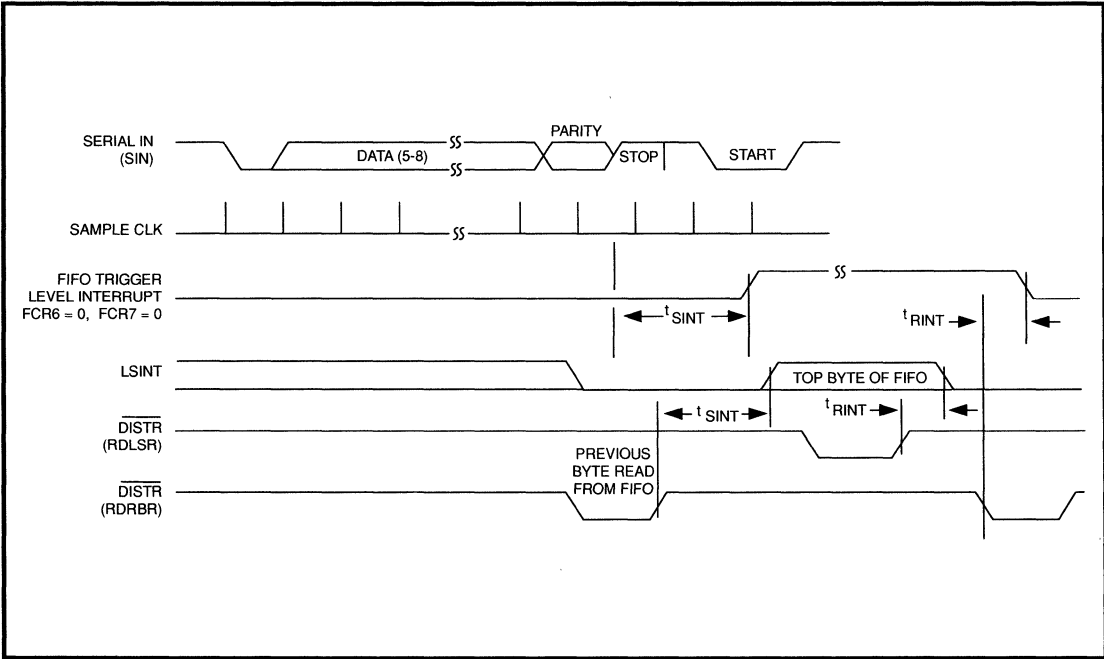 SERIAL IN
(SIN)
DATA (5-8)
PARITY
STOP
START
SAMPLE CLK
FIFO TRIGGER
LEVEL INTERRUPT
FCR6 = 0, FCR7 = 0
tSINT
tRINT
LSINT
TOP BYTE OF FIFO
tSINT
tRINT
DISTR
(RDLSR)
PREVIOUS
BYTE READ
FROM FIFO
DISTR
(RDRBR)